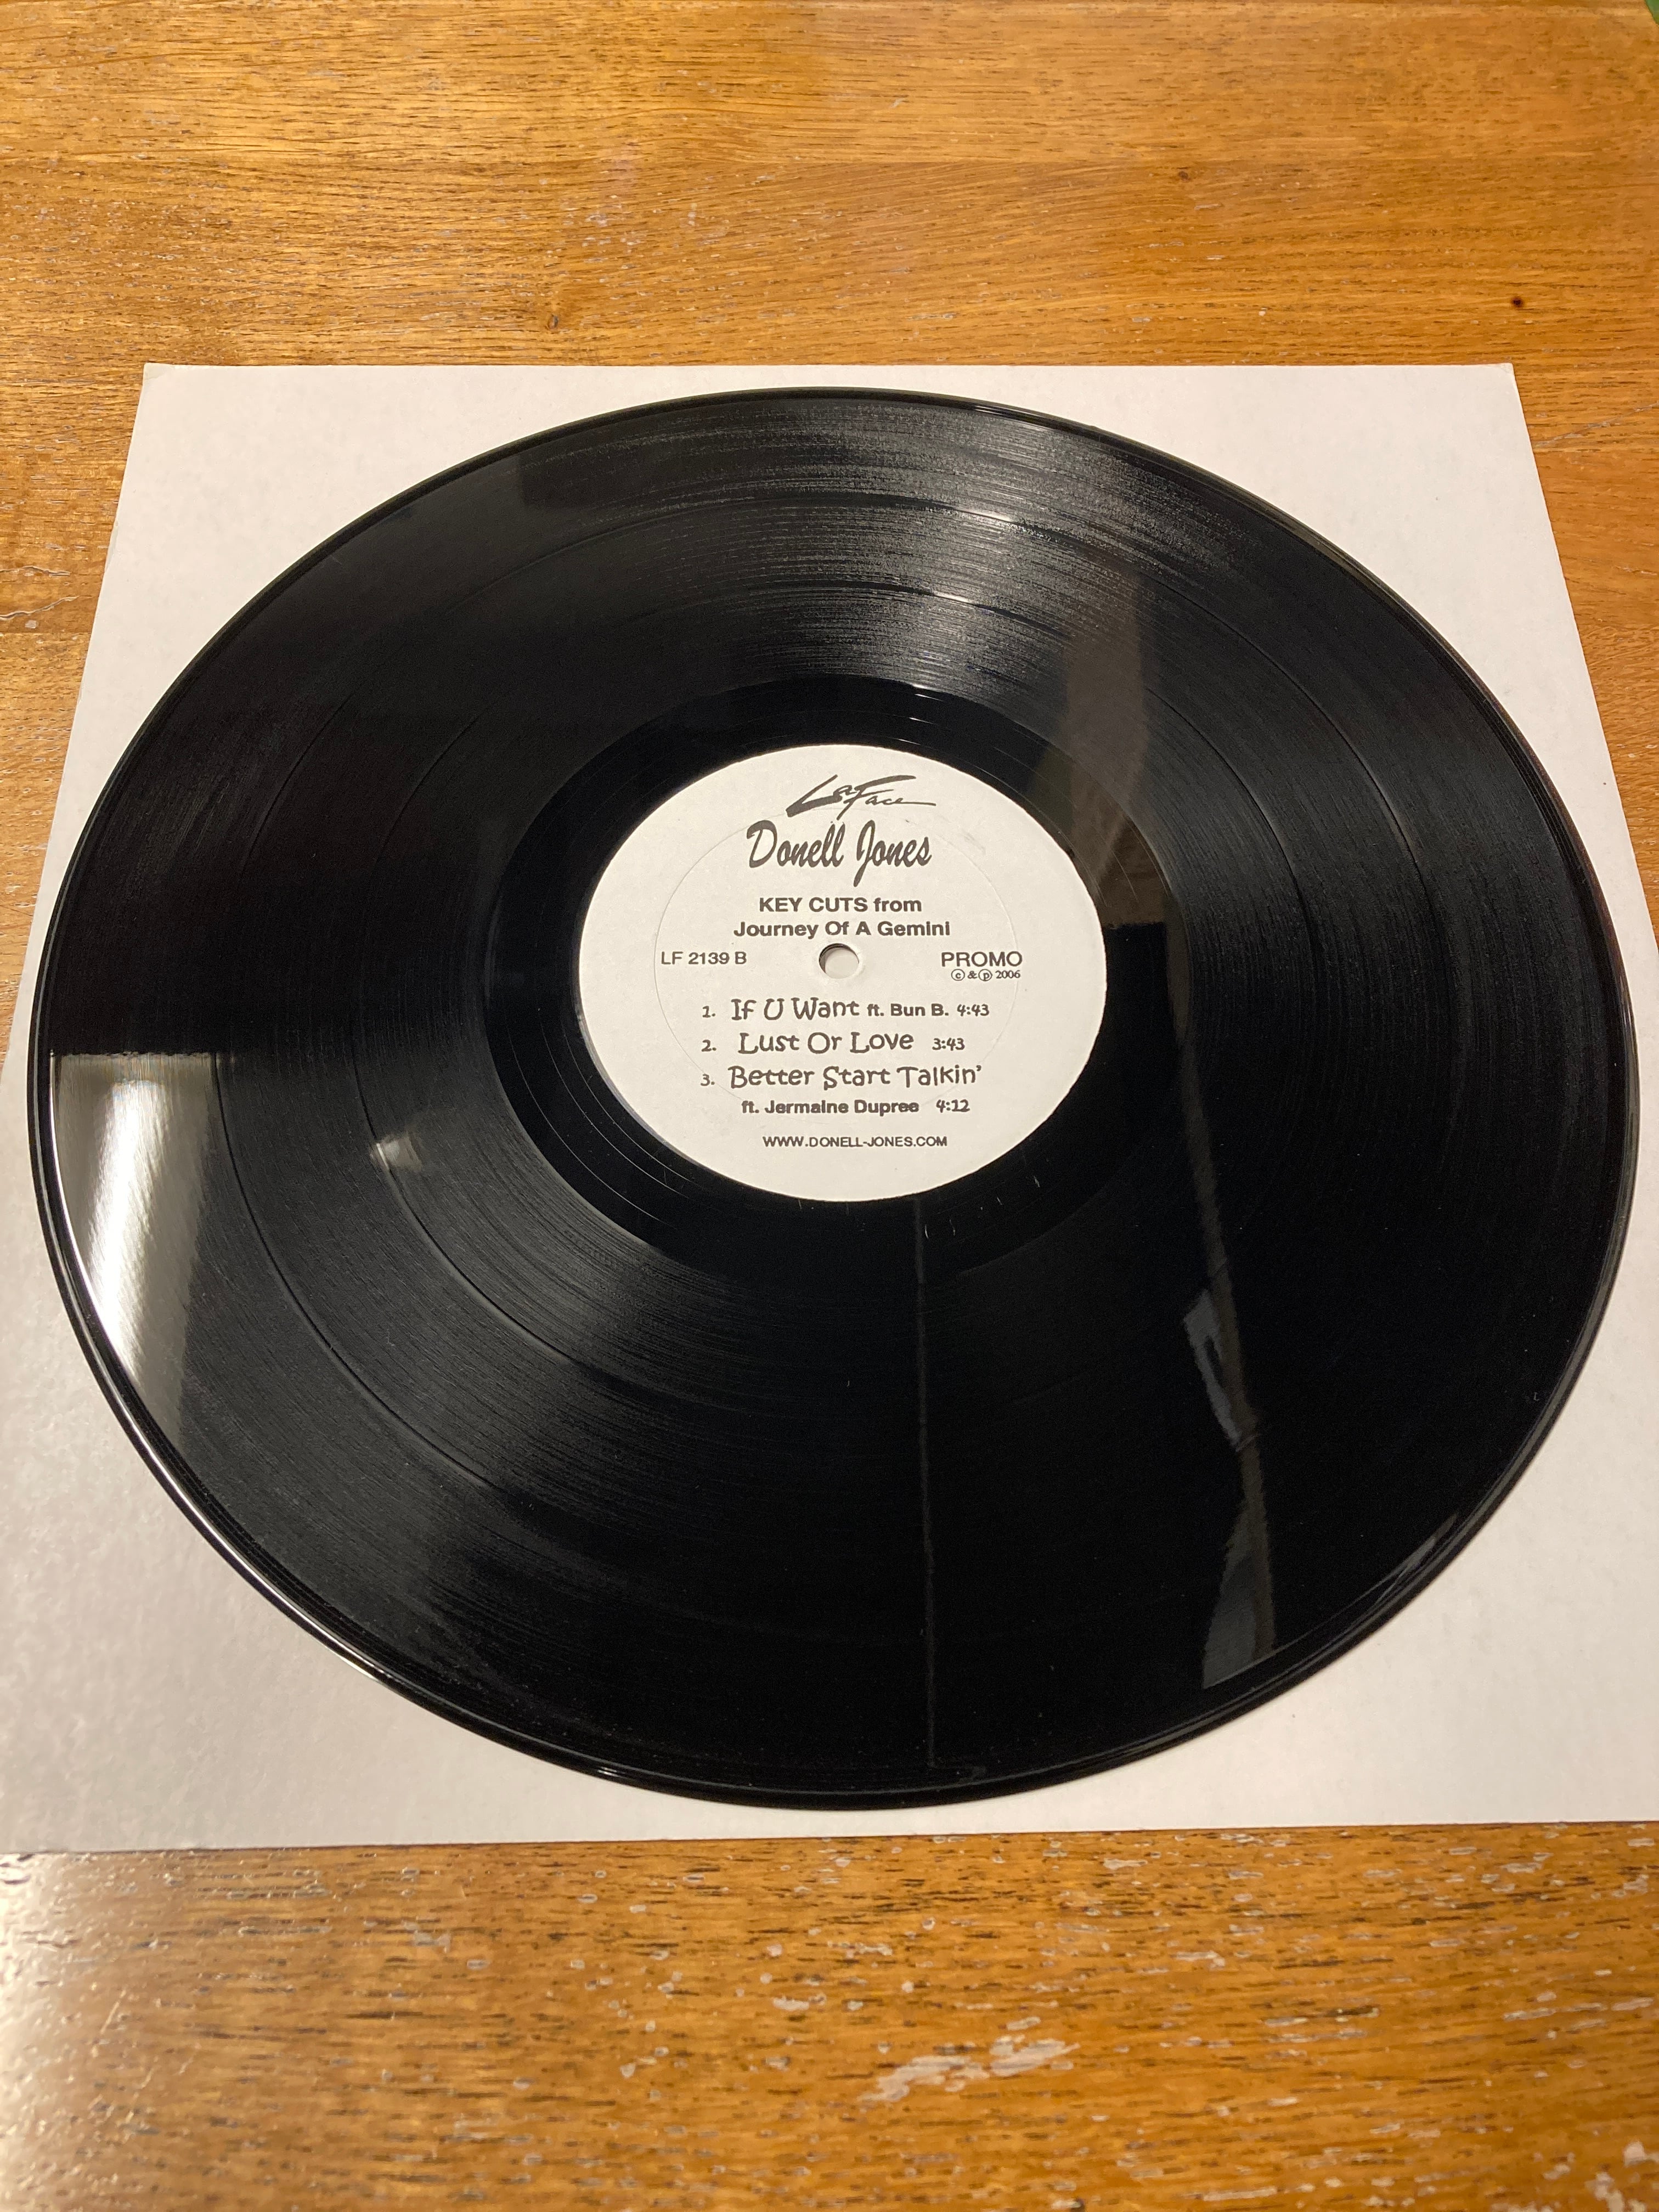 LaFace
Donell Jones
KEY CUTS from
Journey Of A Gemini
LF 2139 B
PROMO
© & ℗ 2006
1. If U Want ft. Bun B. 4:43
2. Lust Or Love 3:43
3. Better Start Talkin'
ft. Jermaine Dupree 4:12
WWW.DONELL-JONES.COM